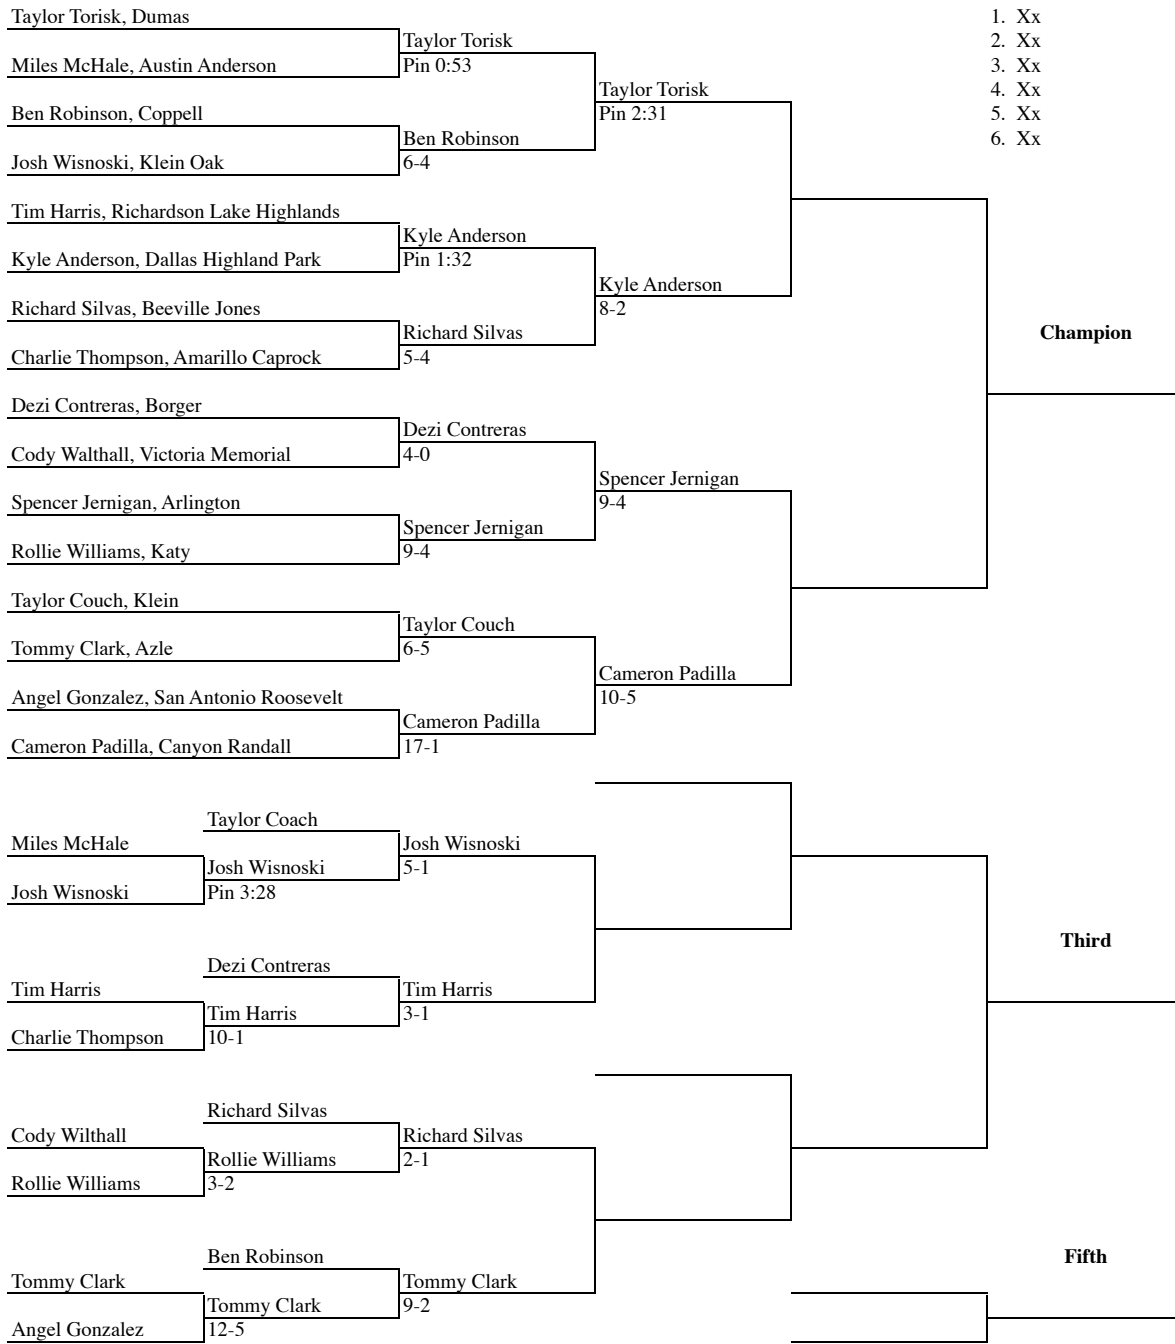 Taylor Torisk, Dumas
Miles McHale, Austin Anderson
Ben Robinson, Coppell
Josh Wisnoski, Klein Oak
Tim Harris, Richardson Lake Highlands
Kyle Anderson, Dallas Highland Park
Richard Silvas, Beeville Jones
Charlie Thompson, Amarillo Caprock
Dezi Contreras, Borger
Cody Walthall, Victoria Memorial
Spencer Jernigan, Arlington
Rollie Williams, Katy
Taylor Couch, Klein
Tommy Clark, Azle
Angel Gonzalez, San Antonio Roosevelt
Cameron Padilla, Canyon Randall
Taylor Torisk
Pin 0:53
Ben Robinson
6-4
Kyle Anderson
Pin 1:32
Richard Silvas
5-4
Dezi Contreras
4-0
Spencer Jernigan
9-4
Taylor Couch
6-5
Cameron Padilla
17-1
Taylor Torisk
Pin 2:31
Kyle Anderson
8-2
Spencer Jernigan
9-4
Cameron Padilla
10-5
1. Xx
2. Xx
3. Xx
4. Xx
5. Xx
6. Xx
Champion
Miles McHale
Josh Wisnoski
Tim Harris
Charlie Thompson
Cody Wilthall
Rollie Williams
Tommy Clark
Angel Gonzalez
Taylor Coach
Josh Wisnoski
Pin 3:28
Dezi Contreras
Tim Harris
10-1
Richard Silvas
Rollie Williams
3-2
Ben Robinson
Tommy Clark
12-5
Josh Wisnoski
5-1
Tim Harris
3-1
Richard Silvas
2-1
Tommy Clark
9-2
Third
Fifth